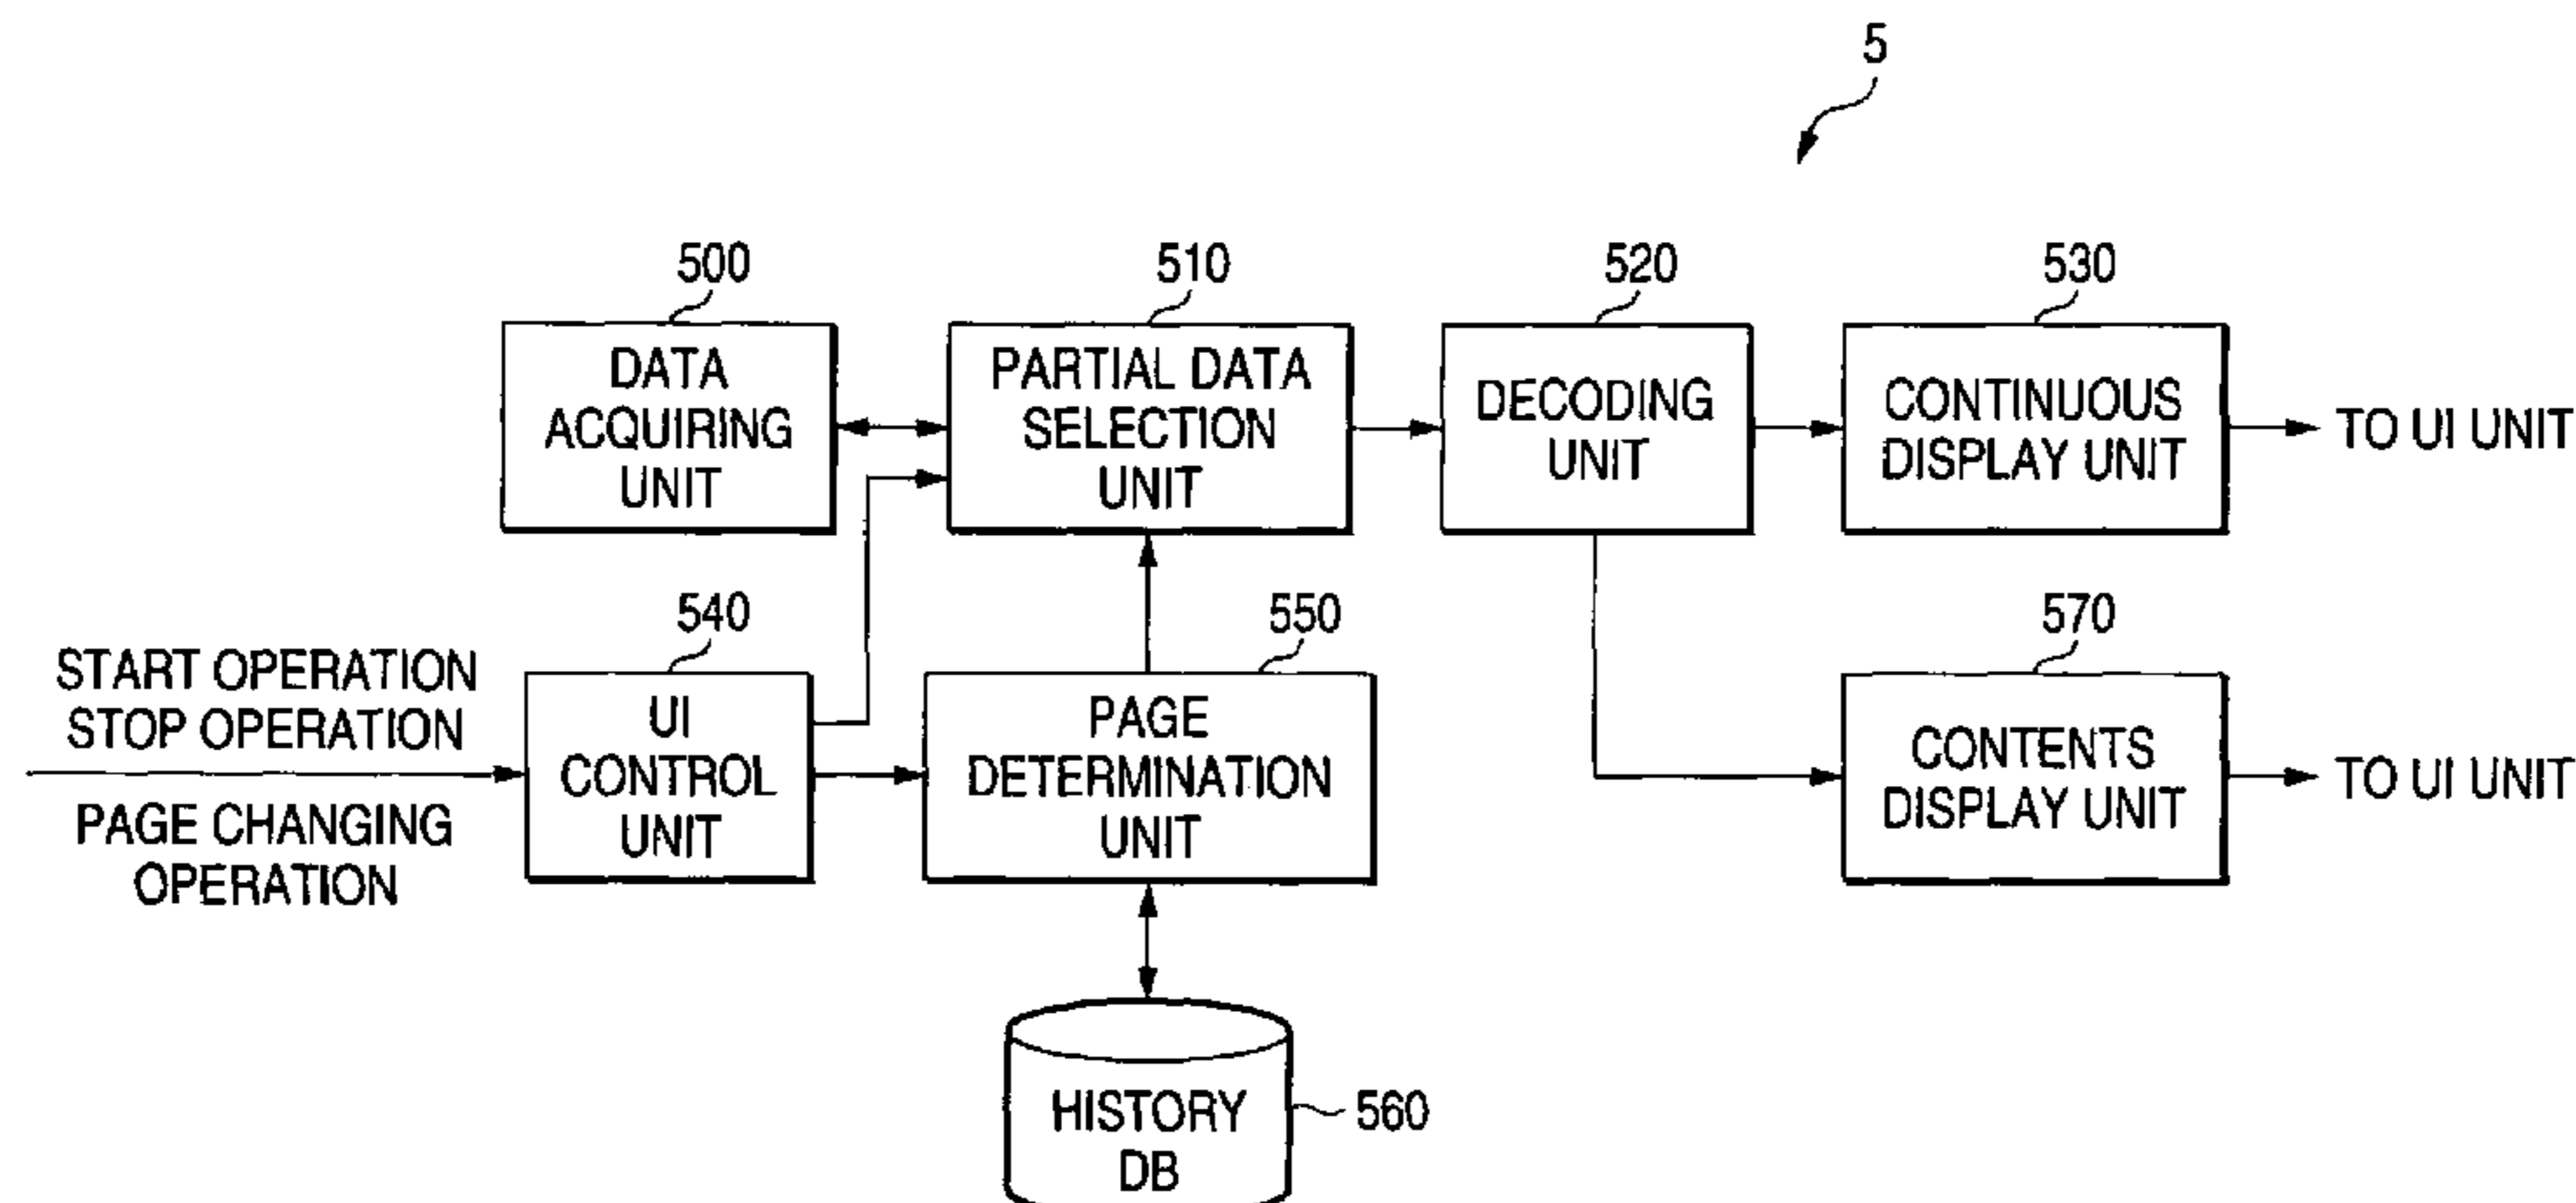 5
500
510
520
530
DATA
ACQUIRING
UNIT
PARTIAL DATA
SELECTION
UNIT
DECODING
UNIT
CONTINUOUS
DISPLAY UNIT
TO UI UNIT
540
550
570
START OPERATION
STOP OPERATION
PAGE CHANGING
OPERATION
UI
CONTROL
UNIT
PAGE
DETERMINATION
UNIT
CONTENTS
DISPLAY UNIT
TO UI UNIT
HISTORY
DB
560